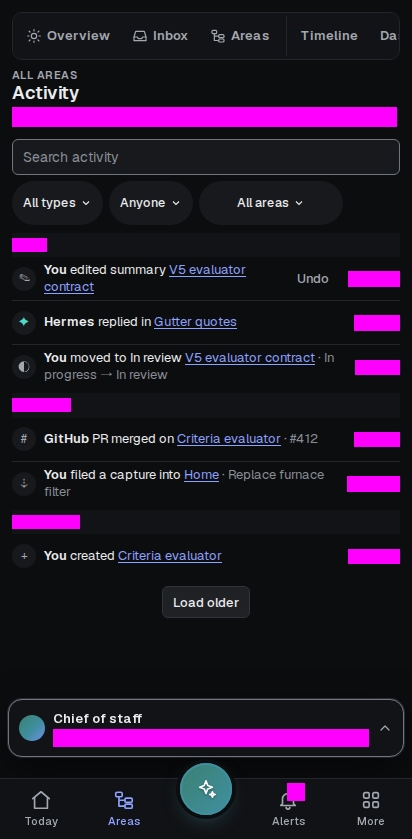 Overview Inbox Areas Timeline Da
ALL AREAS
Activity
Search activity
All types Anyone All areas
You edited summary V5 evaluator
contract
Undo
Hermes replied in Gutter quotes
You moved to In review V5 evaluator contract · In
progress → In review
# GitHub PR merged on Criteria evaluator · #412
You filed a capture into Home · Replace furnace
filter
+ You created Criteria evaluator
Load older
Chief of staff
Today Areas Alerts More